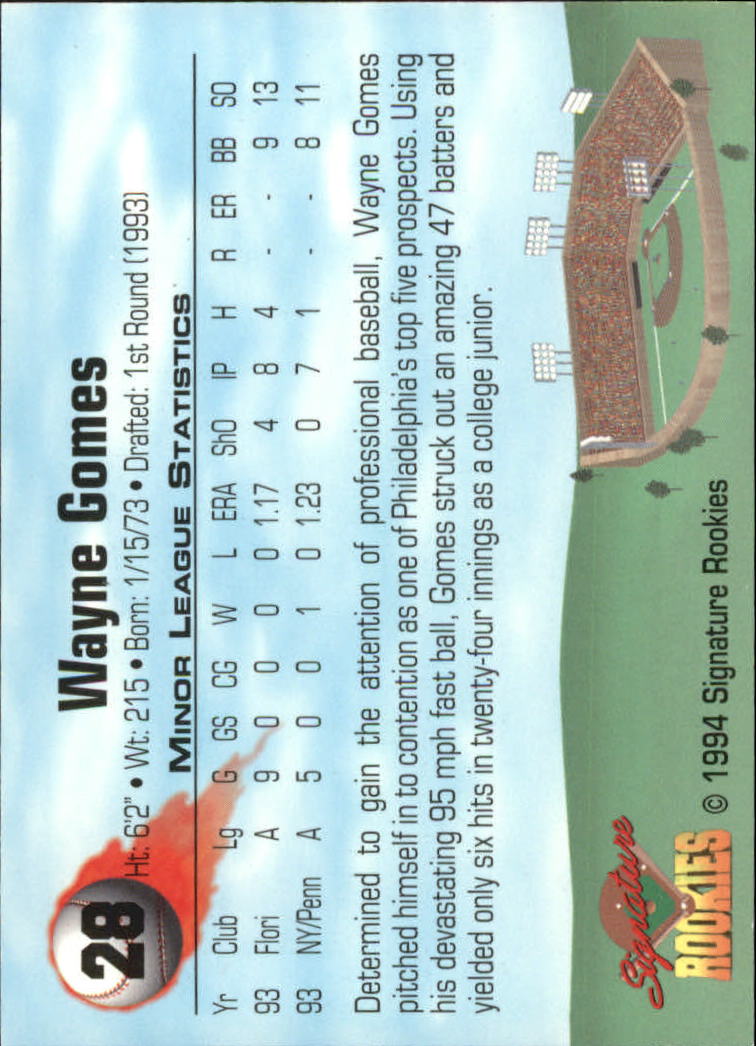 28
Wayne Gomes
Ht: 6'2" • Wt: 215 • Born: 1/15/73 • Drafted: 1st Round (1993)
MINOR LEAGUE STATISTICS
Yr Club Lg G GS CG W L ERA ShO IP H R ER BB SO
93 Flori A 9 0 0 0 0 1.17 4 8 4 - - 9 13
93 NY/Penn A 5 0 0 1 0 1.23 0 7 1 - - 8 11
Determined to gain the attention of professional baseball, Wayne Gomes
pitched himself in to contention as one of Philadelphia's top five prospects. Using
his devastating 95 mph fast ball, Gomes struck out an amazing 47 batters and
yielded only six hits in twenty-four innings as a college junior.
Signature
ROOKIES
© 1994 Signature Rookies